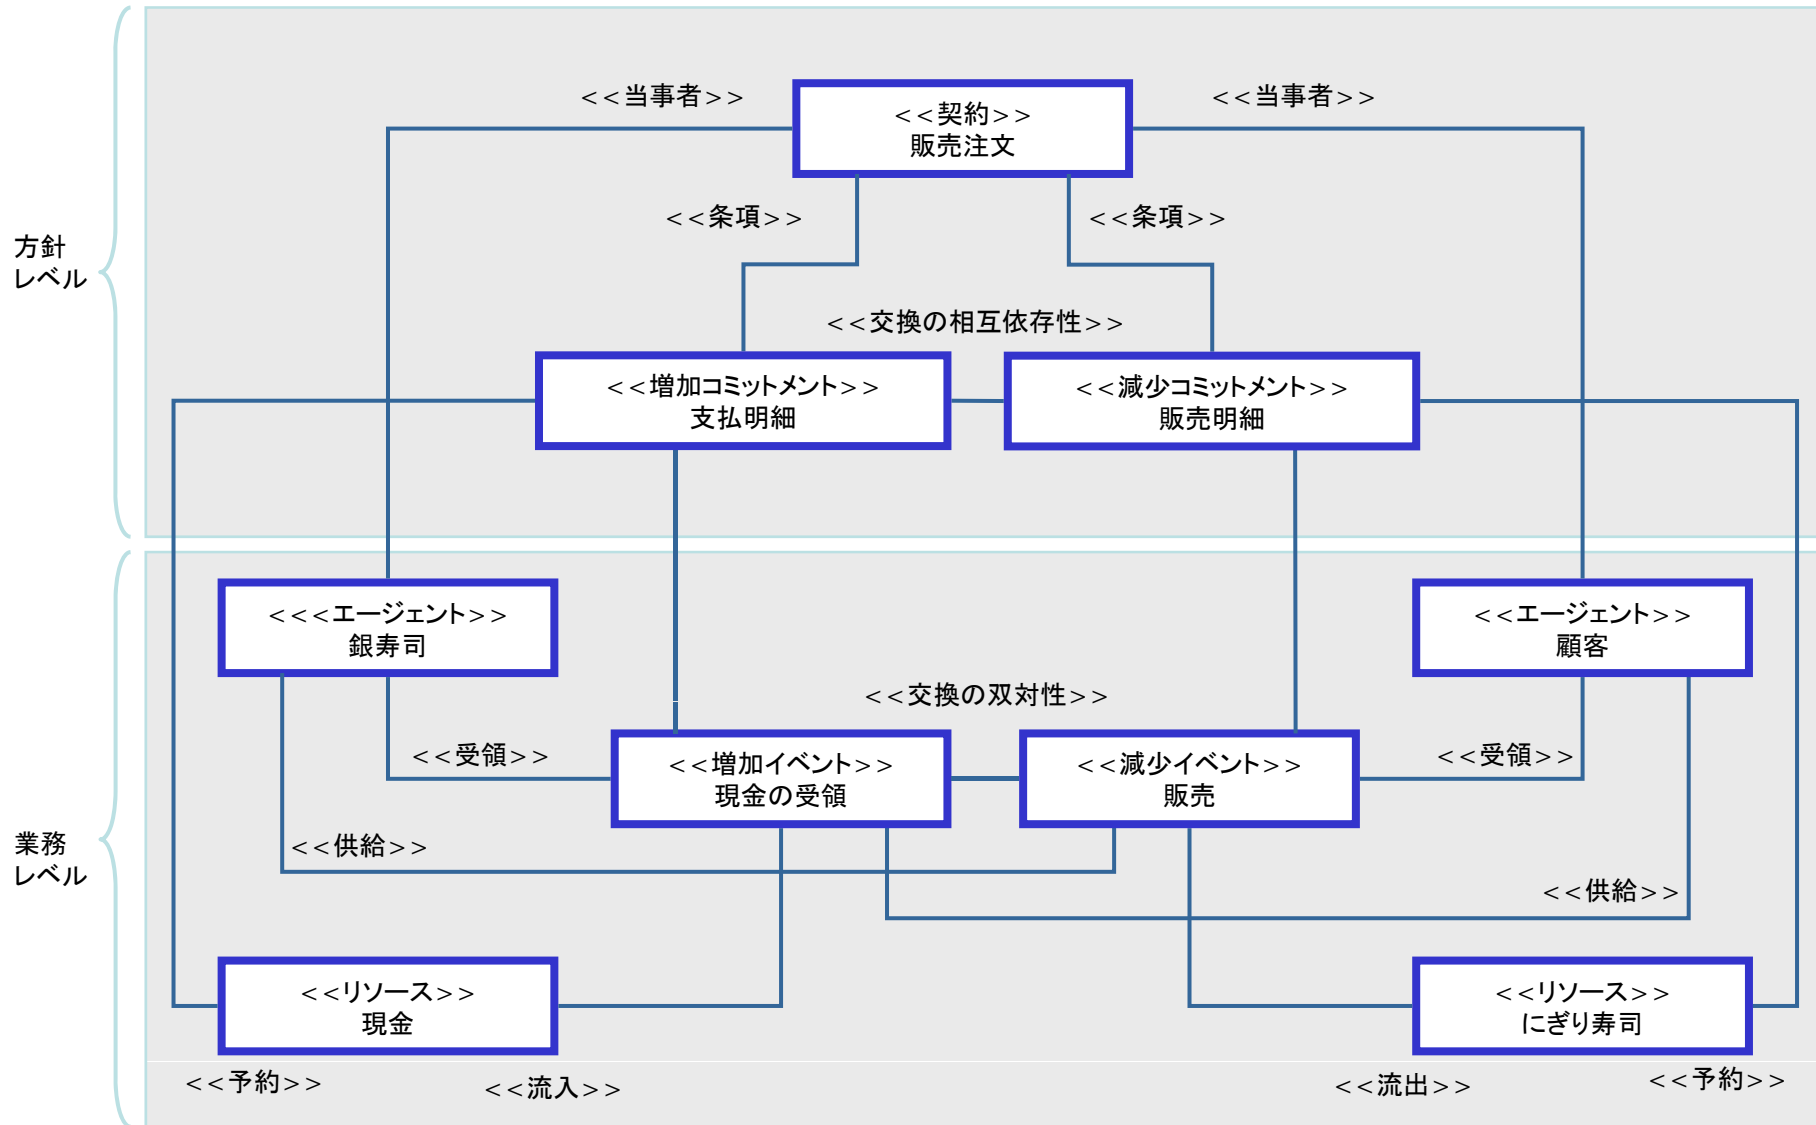 <<当事者>>
<<当事者>>
<<契約>>
販売注文
<<条項>>
<<条項>>
方針
レベル
<<交換の相互依存性>>
<<増加コミットメント>>
支払明細
<<減少コミットメント>>
販売明細
<<<エージェント>>
銀寿司
<<エージェント>>
顧客
<<交換の双対性>>
<<受領>>
<<増加イベント>>
現金の受領
<<減少イベント>>
販売
<<受領>>
業務
レベル
<<供給>>
<<供給>>
<<リソース>>
現金
<<リソース>>
にぎり寿司
<<予約>>
<<流入>>
<<流出>>
<<予約>>